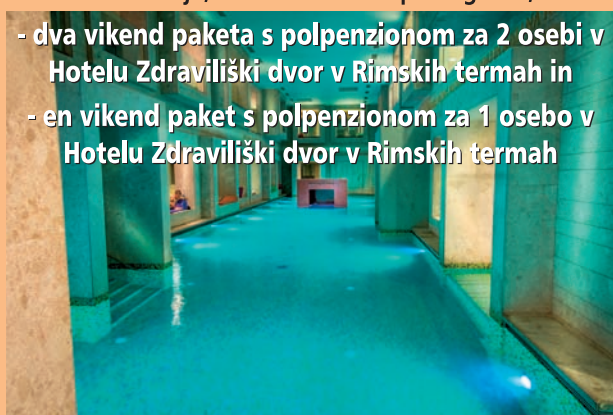 - dva vikend paketa s polpenzionom za 2 osebi v
Hotelu Zdraviliški dvor v Rimskih termah in
- en vikend paket s polpenzionom za 1 osebo v
Hotelu Zdraviliški dvor v Rimskih termah